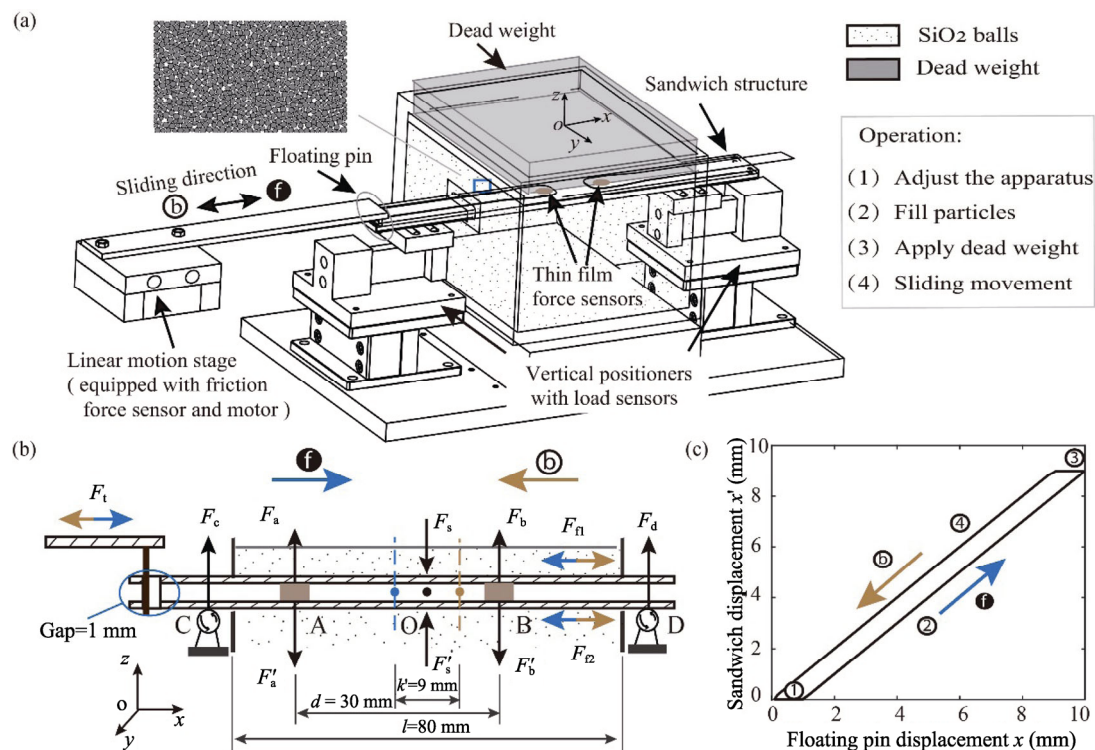 (a)
Dead weight
SiO2 balls
Dead weight
Sandwich structure
z
x
o
y
Floating pin
Sliding direction
b
f
Operation:
(1) Adjust the apparatus
(2) Fill particles
(3) Apply dead weight
(4) Sliding movement
Thin film
force sensors
Linear motion stage
( equipped with friction
force sensor and motor )
Vertical positioners
with load sensors
(b)
f
b
Ft
Fc
Fa
Fs
Fb
Ff1
Fd
Gap=1 mm
C
A
O
B
D
Ff2
F'a
F's
F'b
k'=9 mm
d = 30 mm
l=80 mm
z
o
x
y
(c)
Sandwich displacement x' (mm)
10
8
6
4
2
0
③
④
b
f
②
①
0 2 4 6 8 10
Floating pin displacement x (mm)